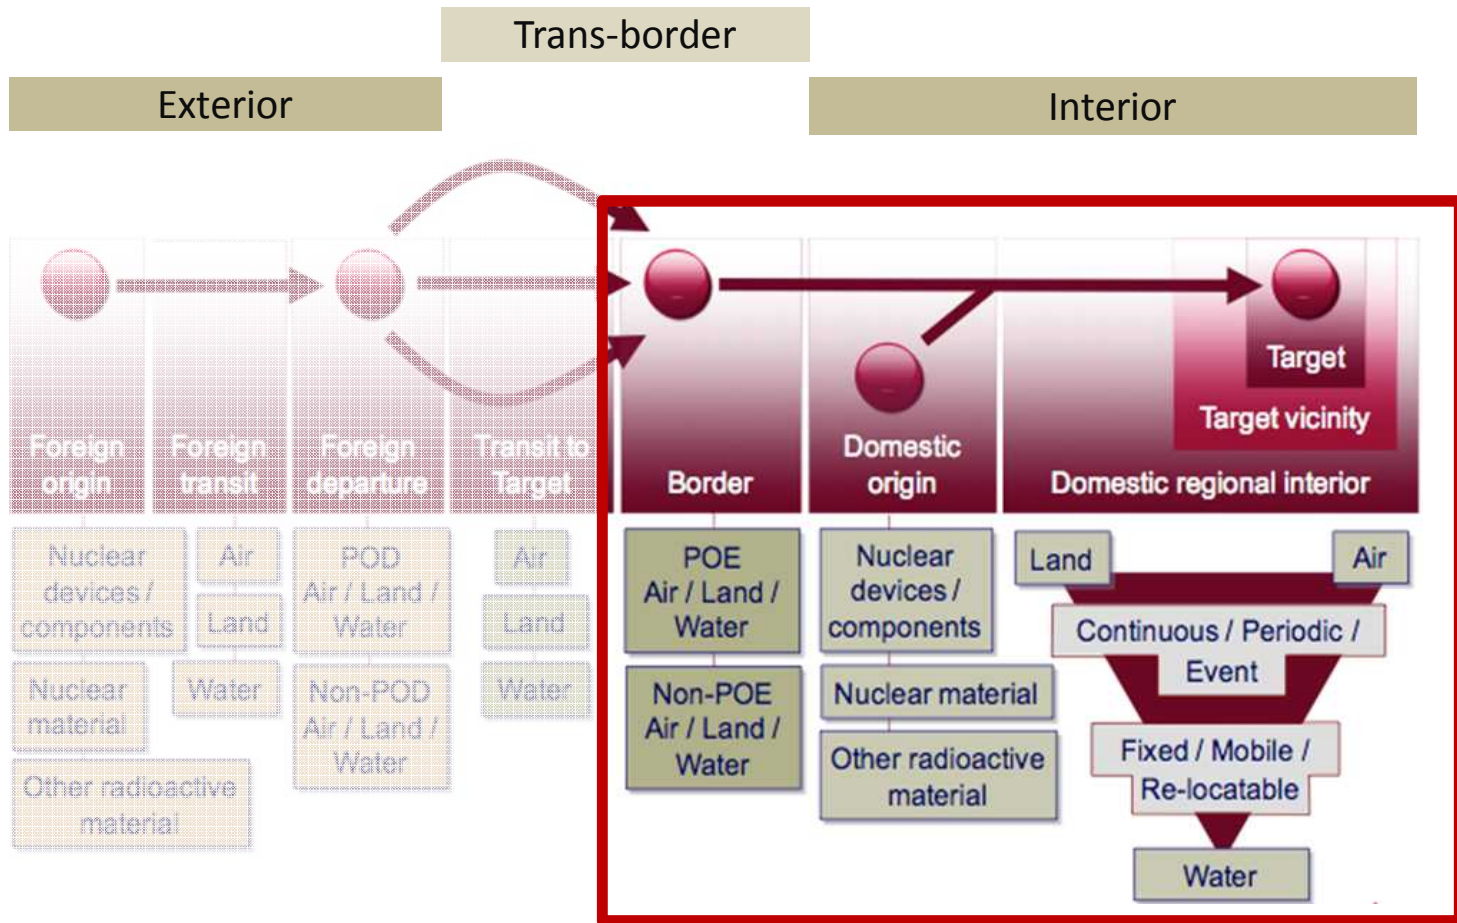 Trans-border
Exterior
Interior
Foreign
origin
Foreign
transit
Foreign
departure
Transit to
Target
Border
Domestic
origin
Domestic regional interior
Target vicinity
Target
Nuclear
devices /
components
Nuclear
material
Other radioactive
material
Air
Land
Water
POD
Air / Land /
Water
Non-POD
Air / Land /
Water
Air
Land
Water
POE
Air / Land /
Water
Non-POE
Air / Land /
Water
Nuclear
devices /
components
Nuclear material
Other radioactive
material
Land
Air
Continuous / Periodic /
Event
Fixed / Mobile /
Re-locatable
Water